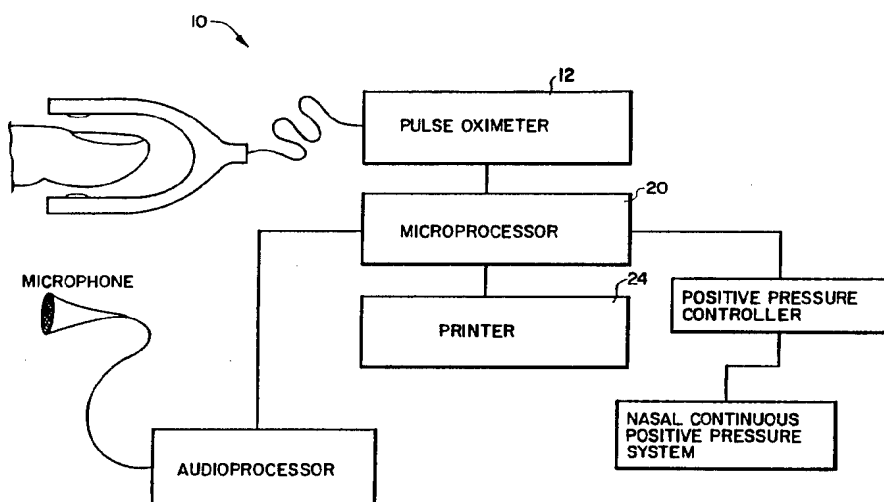 10
12
PULSE OXIMETER
20
MICROPROCESSOR
MICROPHONE
24
PRINTER
POSITIVE PRESSURE
CONTROLLER
NASAL CONTINUOUS
POSITIVE PRESSURE
SYSTEM
AUDIOPROCESSOR